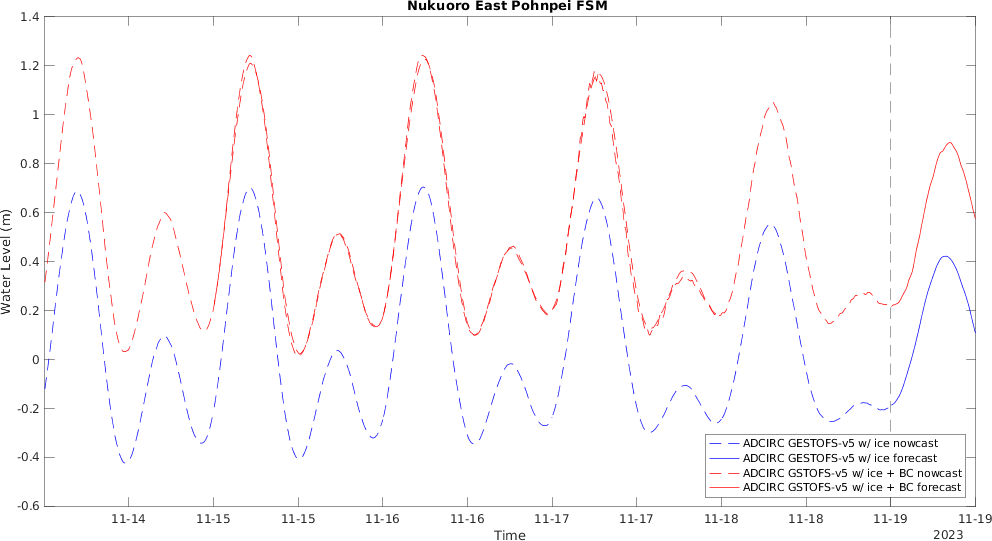 Nukuoro East Pohnpei FSM
1.4
1.2
1
0.8
0.6
0.4
0.2
0
-0.2
-0.4
-0.6
Water Level (m)
ADCIRC GESTOFS-v5 w/ ice nowcast
ADCIRC GESTOFS-v5 w/ ice forecast
ADCIRC GSTOFS-v5 w/ ice + BC nowcast
ADCIRC GSTOFS-v5 w/ ice + BC forecast
11-14 11-15 11-15 11-16 11-16 11-17 11-17 11-18 11-18 11-19 11-19
Time
2023